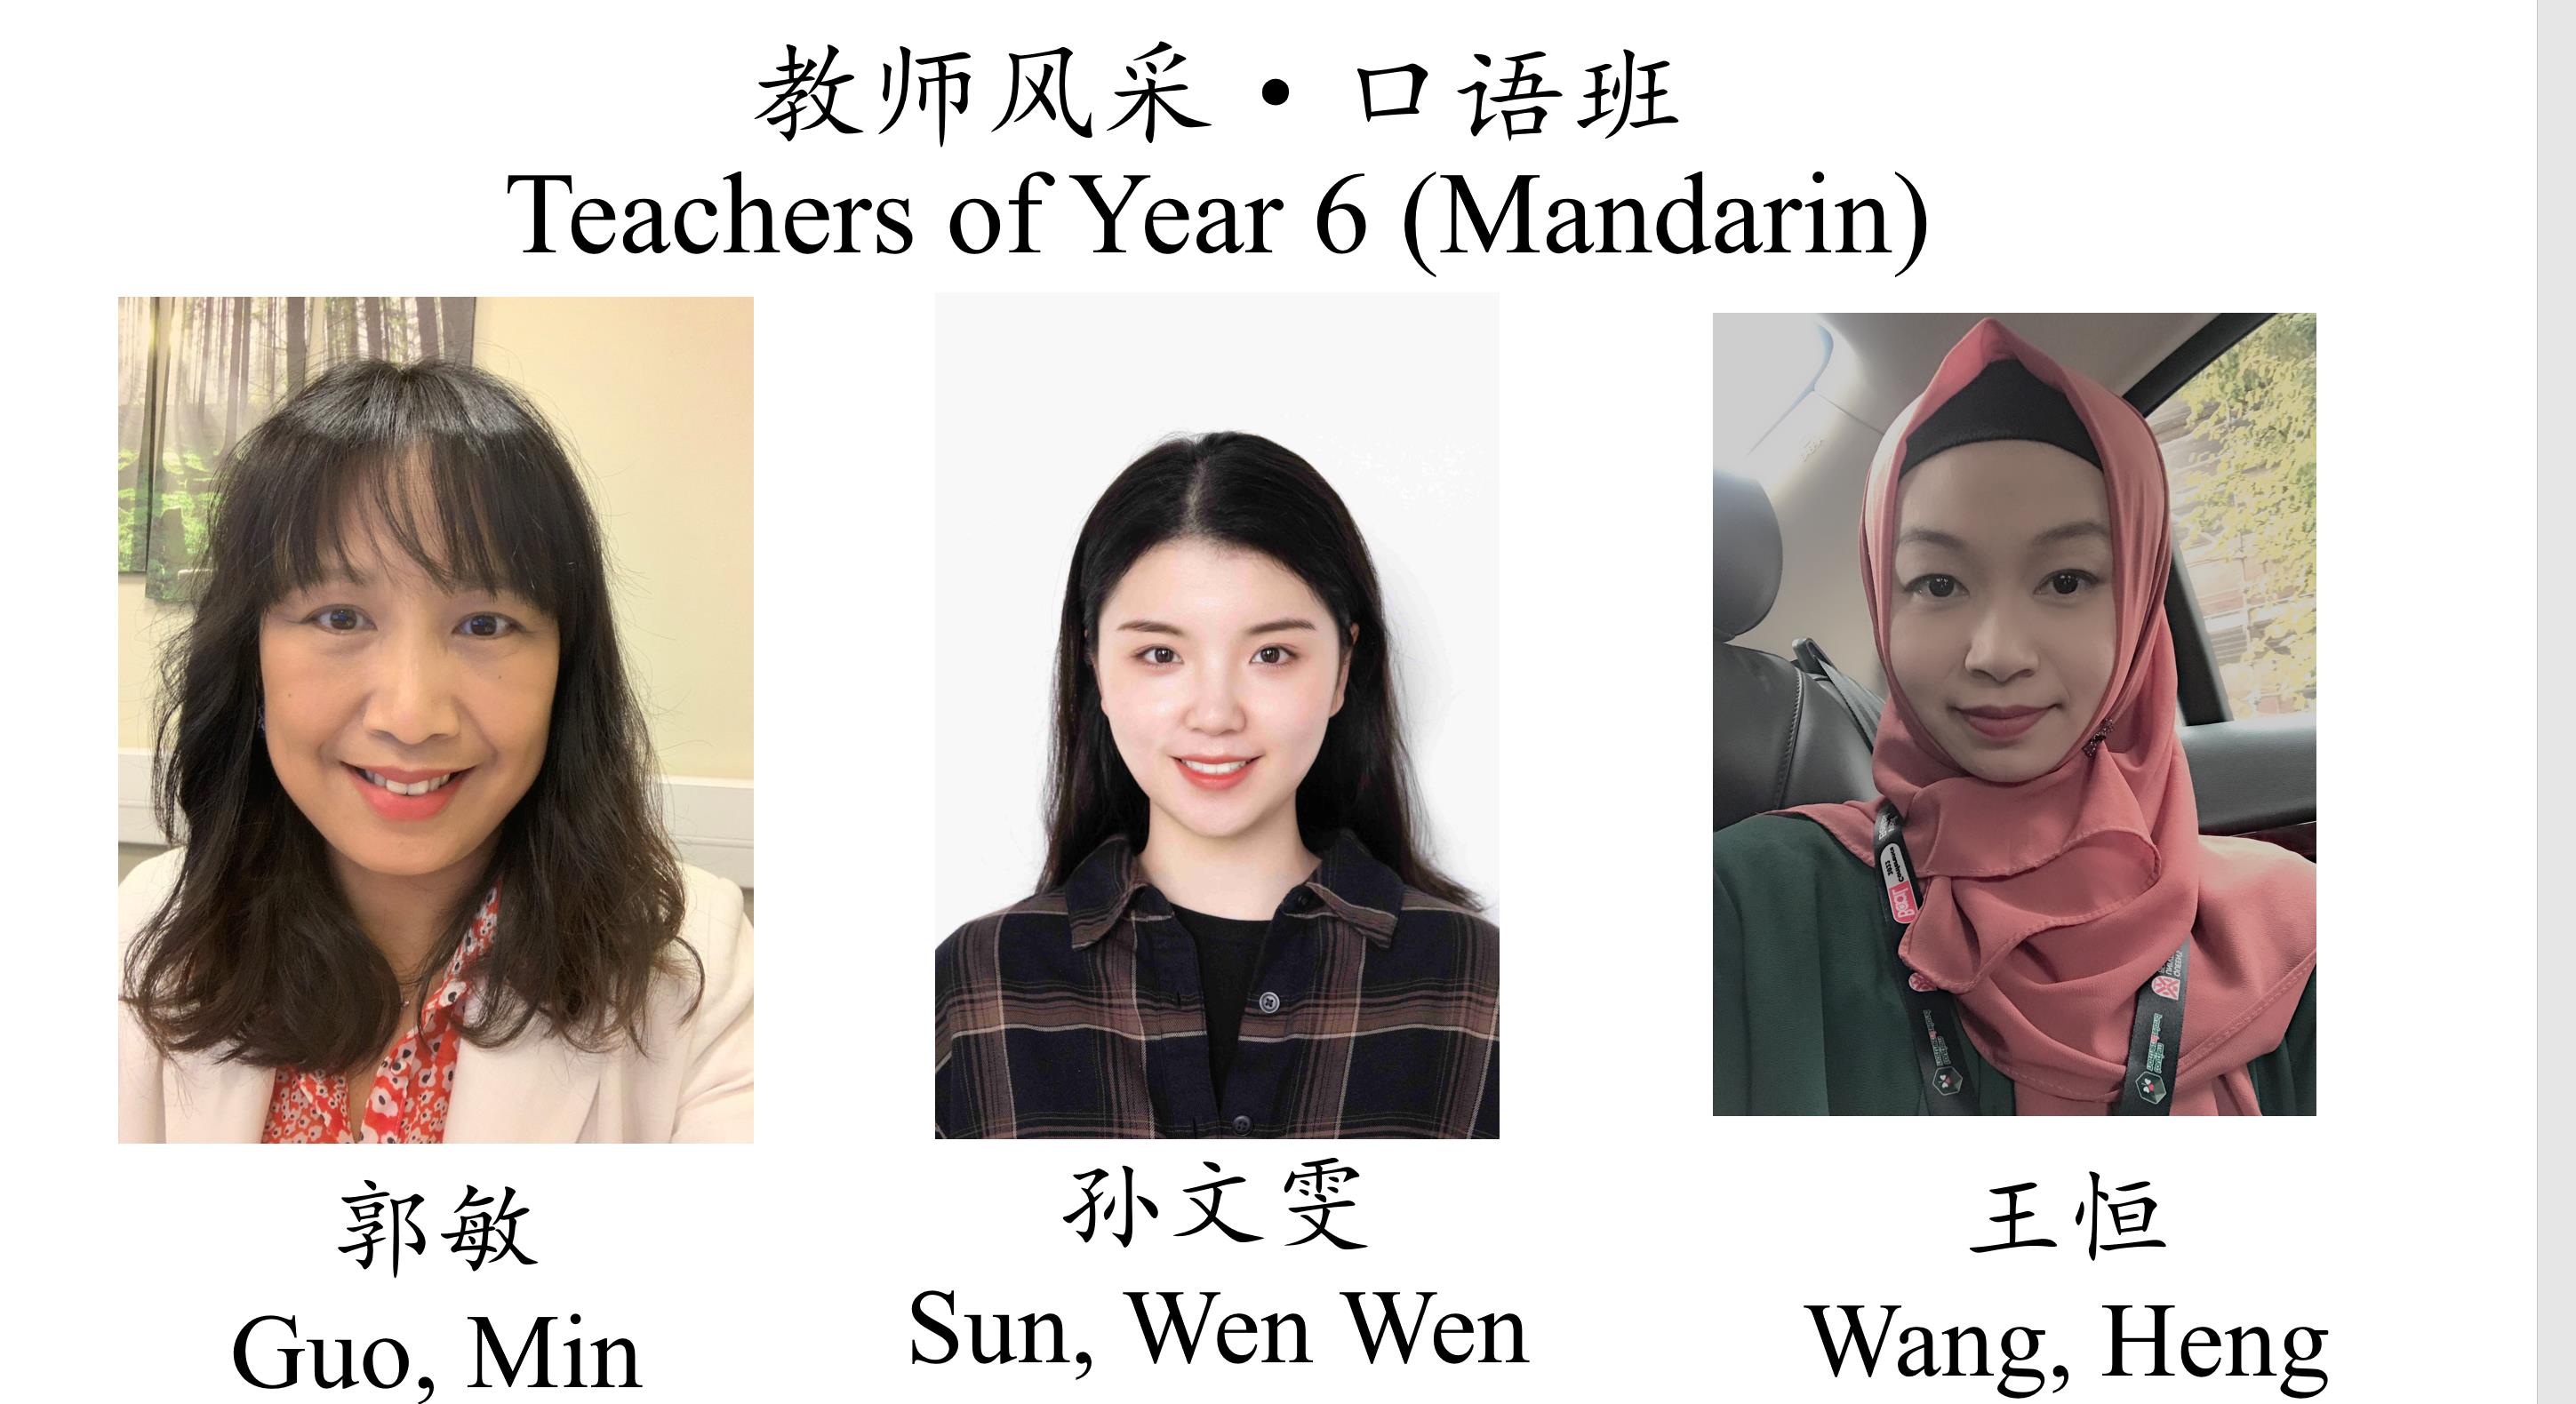 教师风采·口语班
Teachers of Year 6 (Mandarin)
郭敏
Guo, Min
孙文雯
Sun, Wen Wen
王恒
Wang, Heng